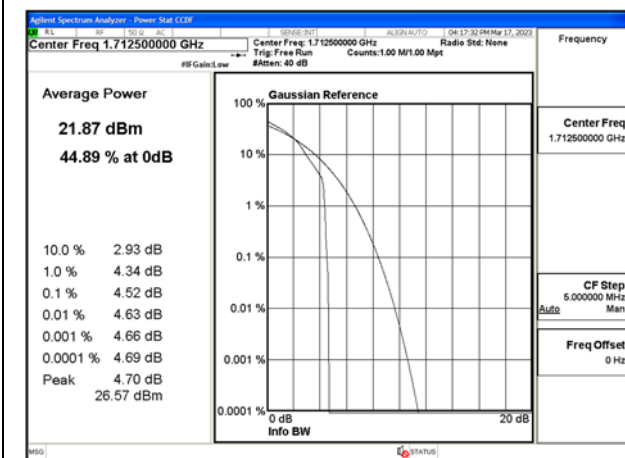 Agilent Spectrum Analyzer - Power Stat CCDF
RL RF 50 Ω AC SENSE:INT ALIGN AUTO 04:17:32 PM Mar 17, 2023
Center Freq 1.712500000 GHz
Center Freq: 1.712500000 GHz Radio Std: None
Trig: Free Run Counts:1.00 M/1.00 Mpt
#IFGain:Low #Atten: 40 dB
Frequency
Average Power
21.87 dBm
44.89 % at 0dB
10.0 % 2.93 dB
1.0 % 4.34 dB
0.1 % 4.52 dB
0.01 % 4.63 dB
0.001 % 4.66 dB
0.0001 % 4.69 dB
Peak 4.70 dB
26.57 dBm
Gaussian Reference
100 %
10 %
1 %
0.1 %
0.01 %
0.001 %
0.0001 %
0 dB 20 dB
Info BW
Center Freq
1.712500000 GHz
CF Step
5.000000 MHz
Auto Man
Freq Offset
0 Hz
MSG STATUS